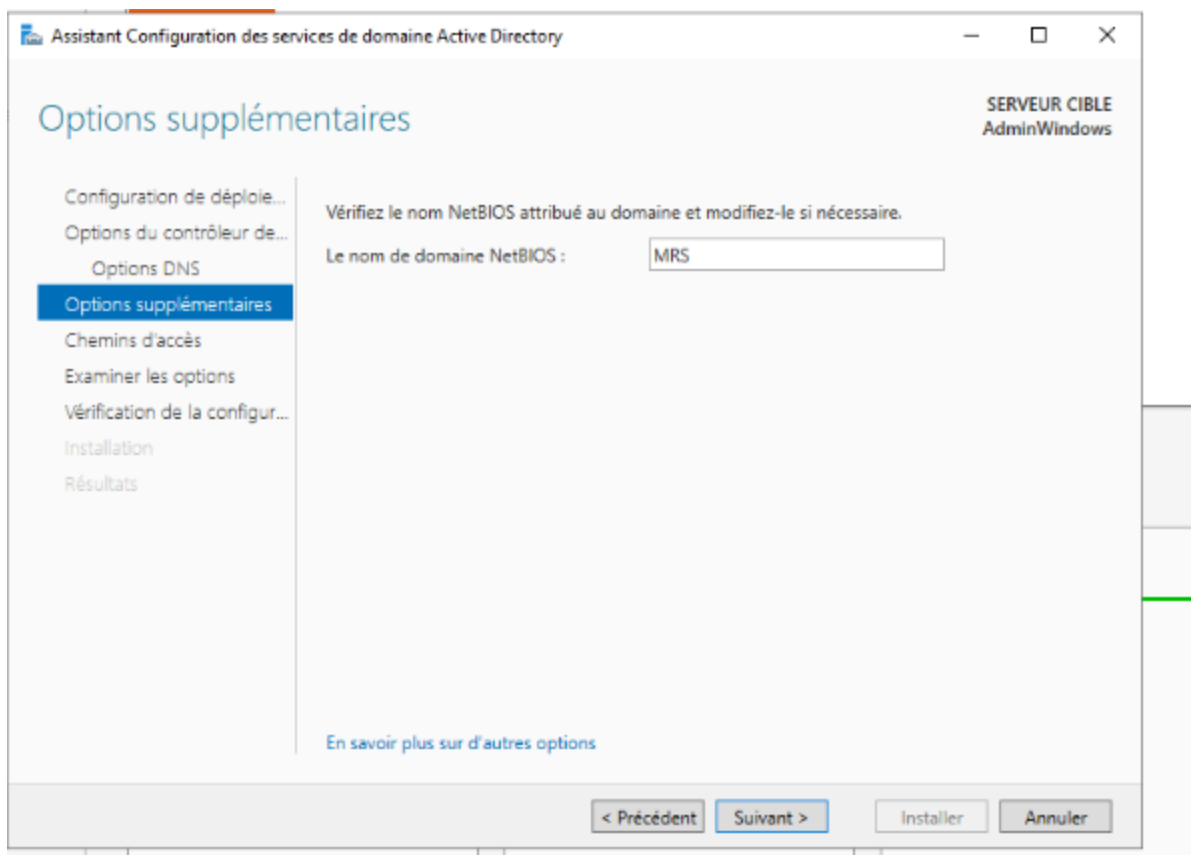 Assistant Configuration des services de domaine Active Directory
Options supplémentaires
SERVEUR CIBLE
AdminWindows
Configuration de déploie...
Options du contrôleur de...
Options DNS
Options supplémentaires
Chemins d'accès
Examiner les options
Vérification de la configur...
Installation
Résultats
Vérifiez le nom NetBIOS attribué au domaine et modifiez-le si nécessaire.
Le nom de domaine NetBIOS : MRS
En savoir plus sur d'autres options
< Précédent Suivant > Installer Annuler